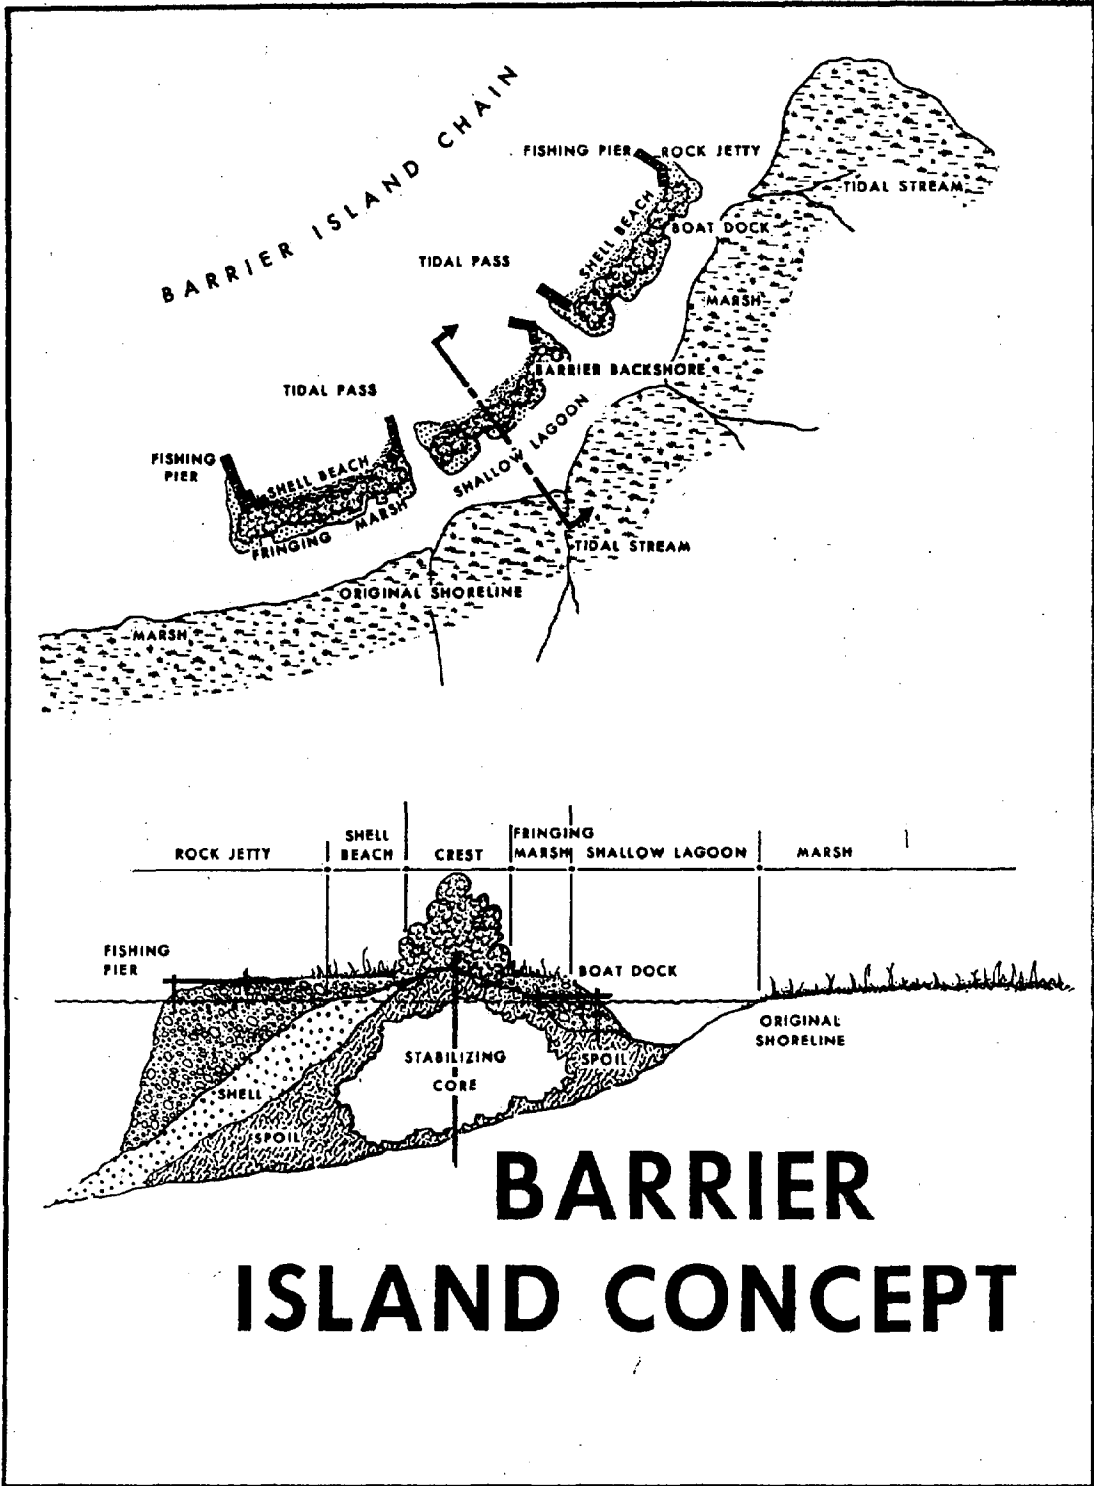 BARRIER ISLAND CHAIN
FISHING PIER
ROCK JETTY
TIDAL STREAM
SHELL BEACH
BOAT DOCK
TIDAL PASS
MARSH
BARRIER BACKSHORE
TIDAL PASS
SHALLOW LAGOON
FISHING
PIER
SHELL BEACH
FRINGING MARSH
TIDAL STREAM
ORIGINAL SHORELINE
MARSH
ROCK JETTY
SHELL
BEACH
CREST
FRINGING
MARSH
SHALLOW LAGOON
MARSH
FISHING
PIER
BOAT DOCK
ORIGINAL
SHORELINE
STABILIZING
CORE
SPOIL
SHELL
SPOIL
BARRIER
ISLAND CONCEPT